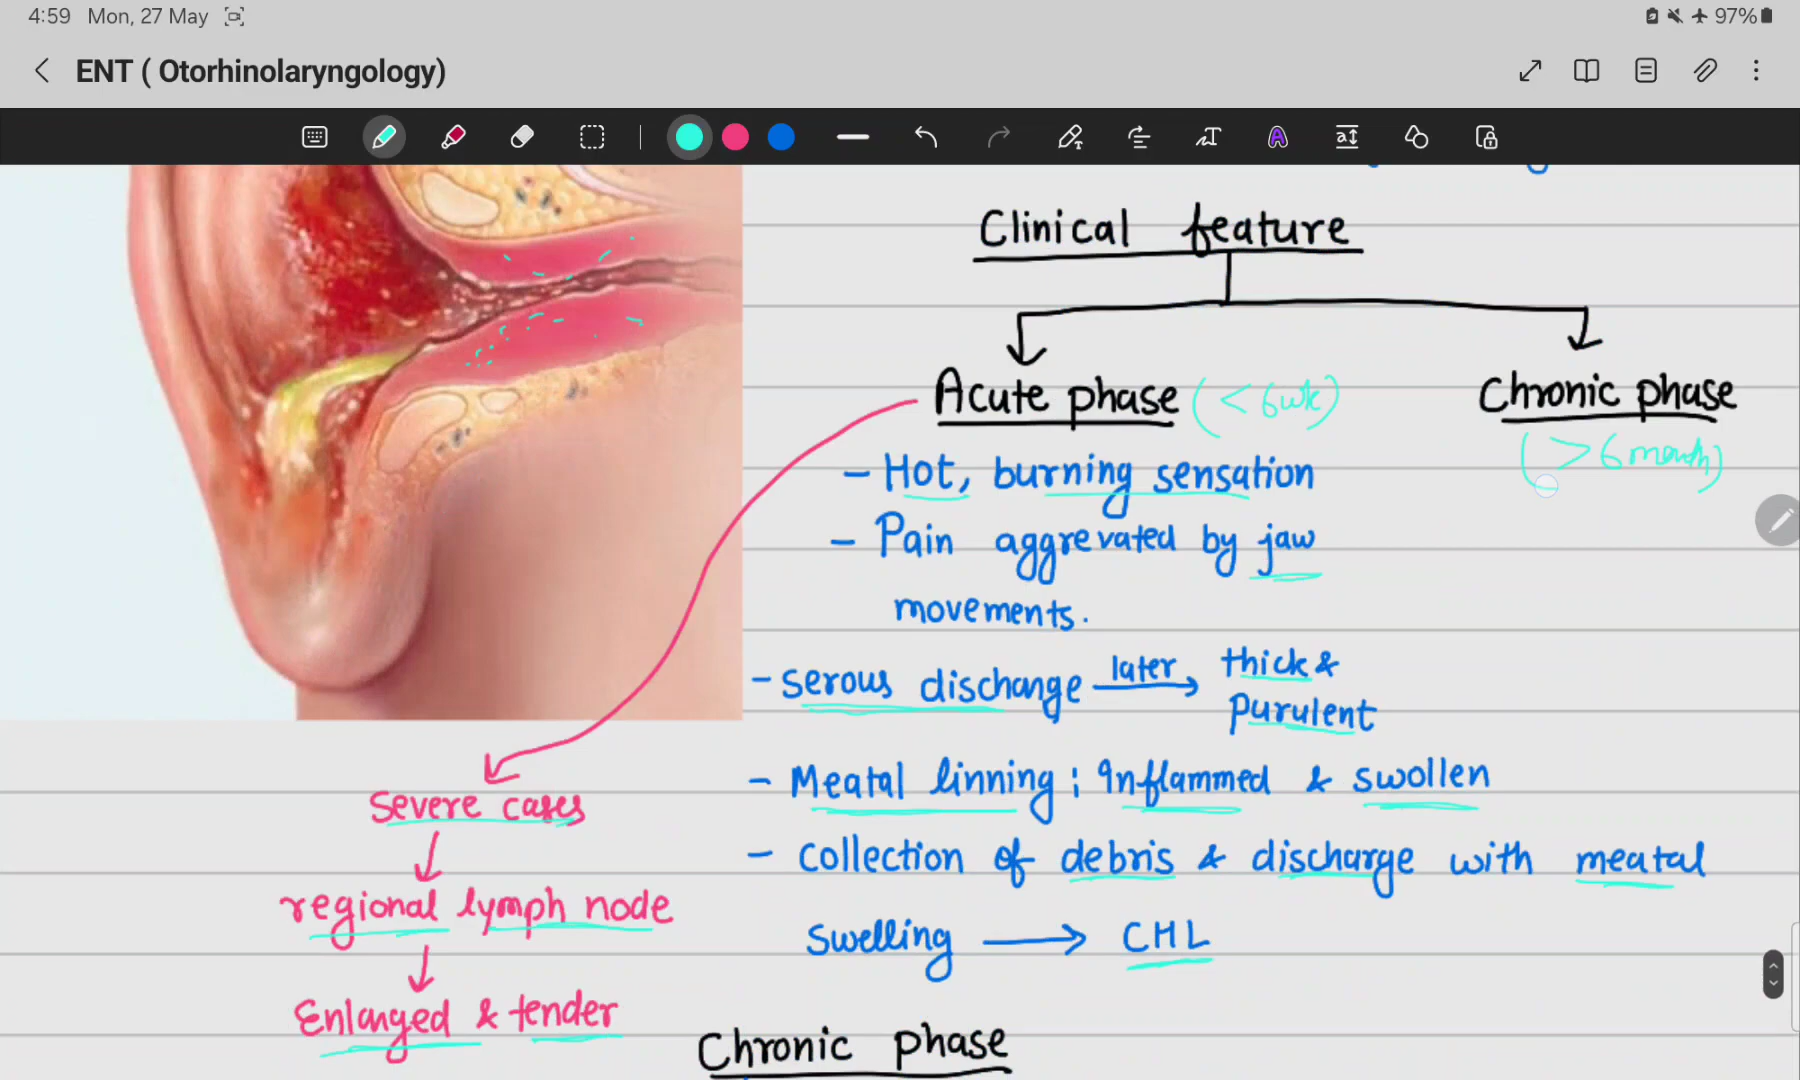 4:59 Mon, 27 May
97%
ENT ( Otorhinolaryngology)
Clinical feature
Acute phase (< 6wk)
Chronic phase
(> 6 month)
- Hot, burning sensation
- Pain aggrevated by jaw
movements.
- Serous discharge later → thick &
Purulent
- Meatal linning : Inflammed & swollen
- Collection of debris & discharge with meatal
Swelling → CHL
Severe cases
↓
regional lymph node
↓
Enlarged & tender
Chronic phase